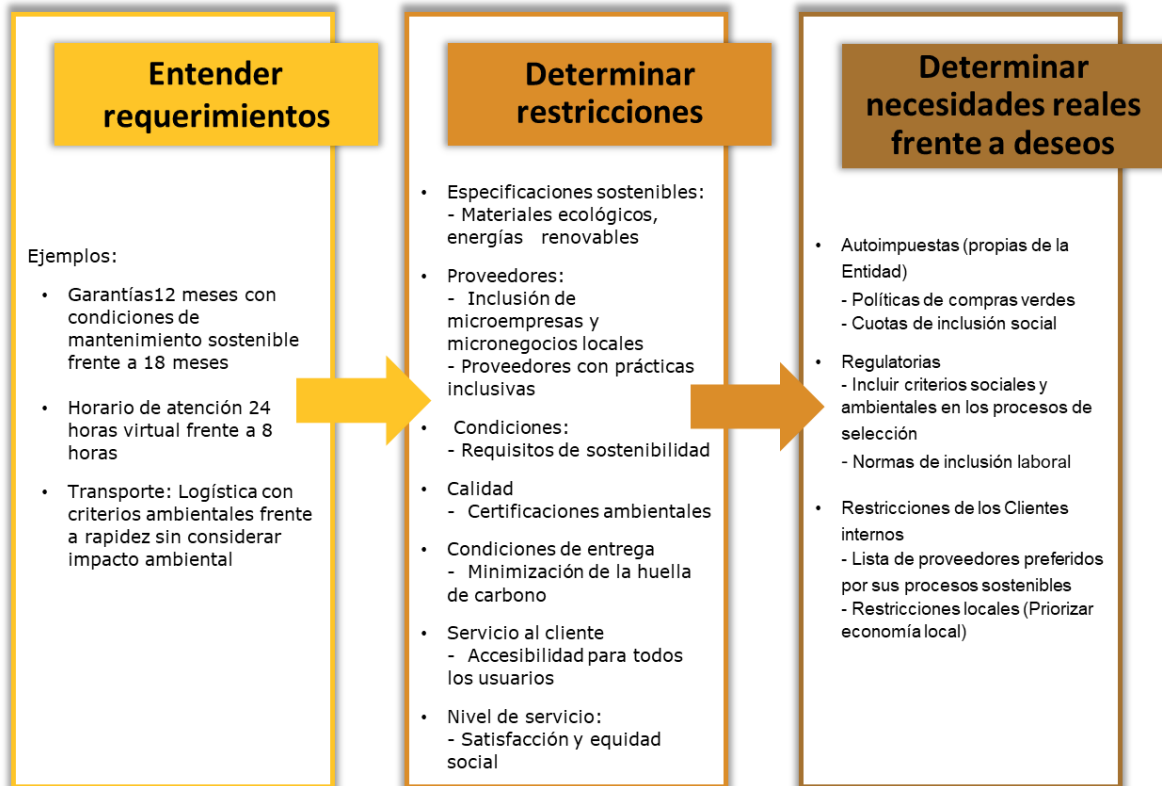 Entender
requerimientos
Ejemplos:
• Garantías12 meses con
condiciones de
mantenimiento sostenible
frente a 18 meses
• Horario de atención 24
horas virtual frente a 8
horas
• Transporte: Logística con
criterios ambientales frente
a rapidez sin considerar
impacto ambiental
Determinar
restricciones
• Especificaciones sostenibles:
- Materiales ecológicos,
energías renovables
• Proveedores:
- Inclusión de
microempresas y
micronegocios locales
- Proveedores con prácticas
inclusivas
• Condiciones:
- Requisitos de sostenibilidad
• Calidad
- Certificaciones ambientales
• Condiciones de entrega
- Minimización de la huella
de carbono
• Servicio al cliente
- Accesibilidad para todos
los usuarios
• Nivel de servicio:
- Satisfacción y equidad
social
Determinar
necesidades reales
frente a deseos
• Autoimpuestas (propias de la
Entidad)
- Políticas de compras verdes
- Cuotas de inclusión social
• Regulatorias
- Incluir criterios sociales y
ambientales en los procesos de
selección
- Normas de inclusión laboral
• Restricciones de los Clientes
internos
- Lista de proveedores preferidos
por sus procesos sostenibles
- Restricciones locales (Priorizar
economía local)